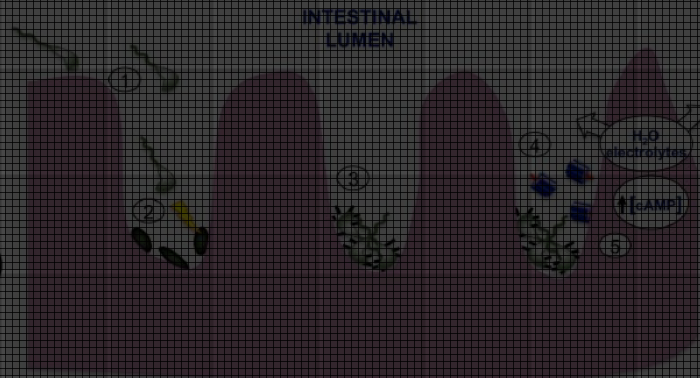 INTESTINAL
LUMEN
1
2
3
4
H₂O
electrolytes
[cAMP]
5